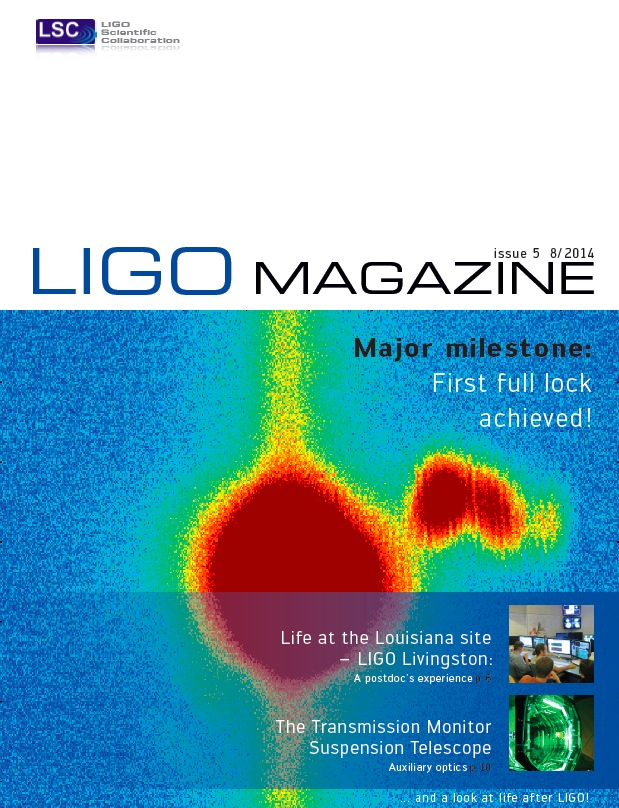 LSC
LIGO
Scientific
Collaboration
issue 5 8/2014
LIGO MAGAZINE
Major milestone:
First full lock
achieved!
Life at the Louisiana site
– LIGO Livingston:
A postdoc's experience p 6
The Transmission Monitor
Suspension Telescope
Auxiliary optics p 10
... and a look at life after LIGO!